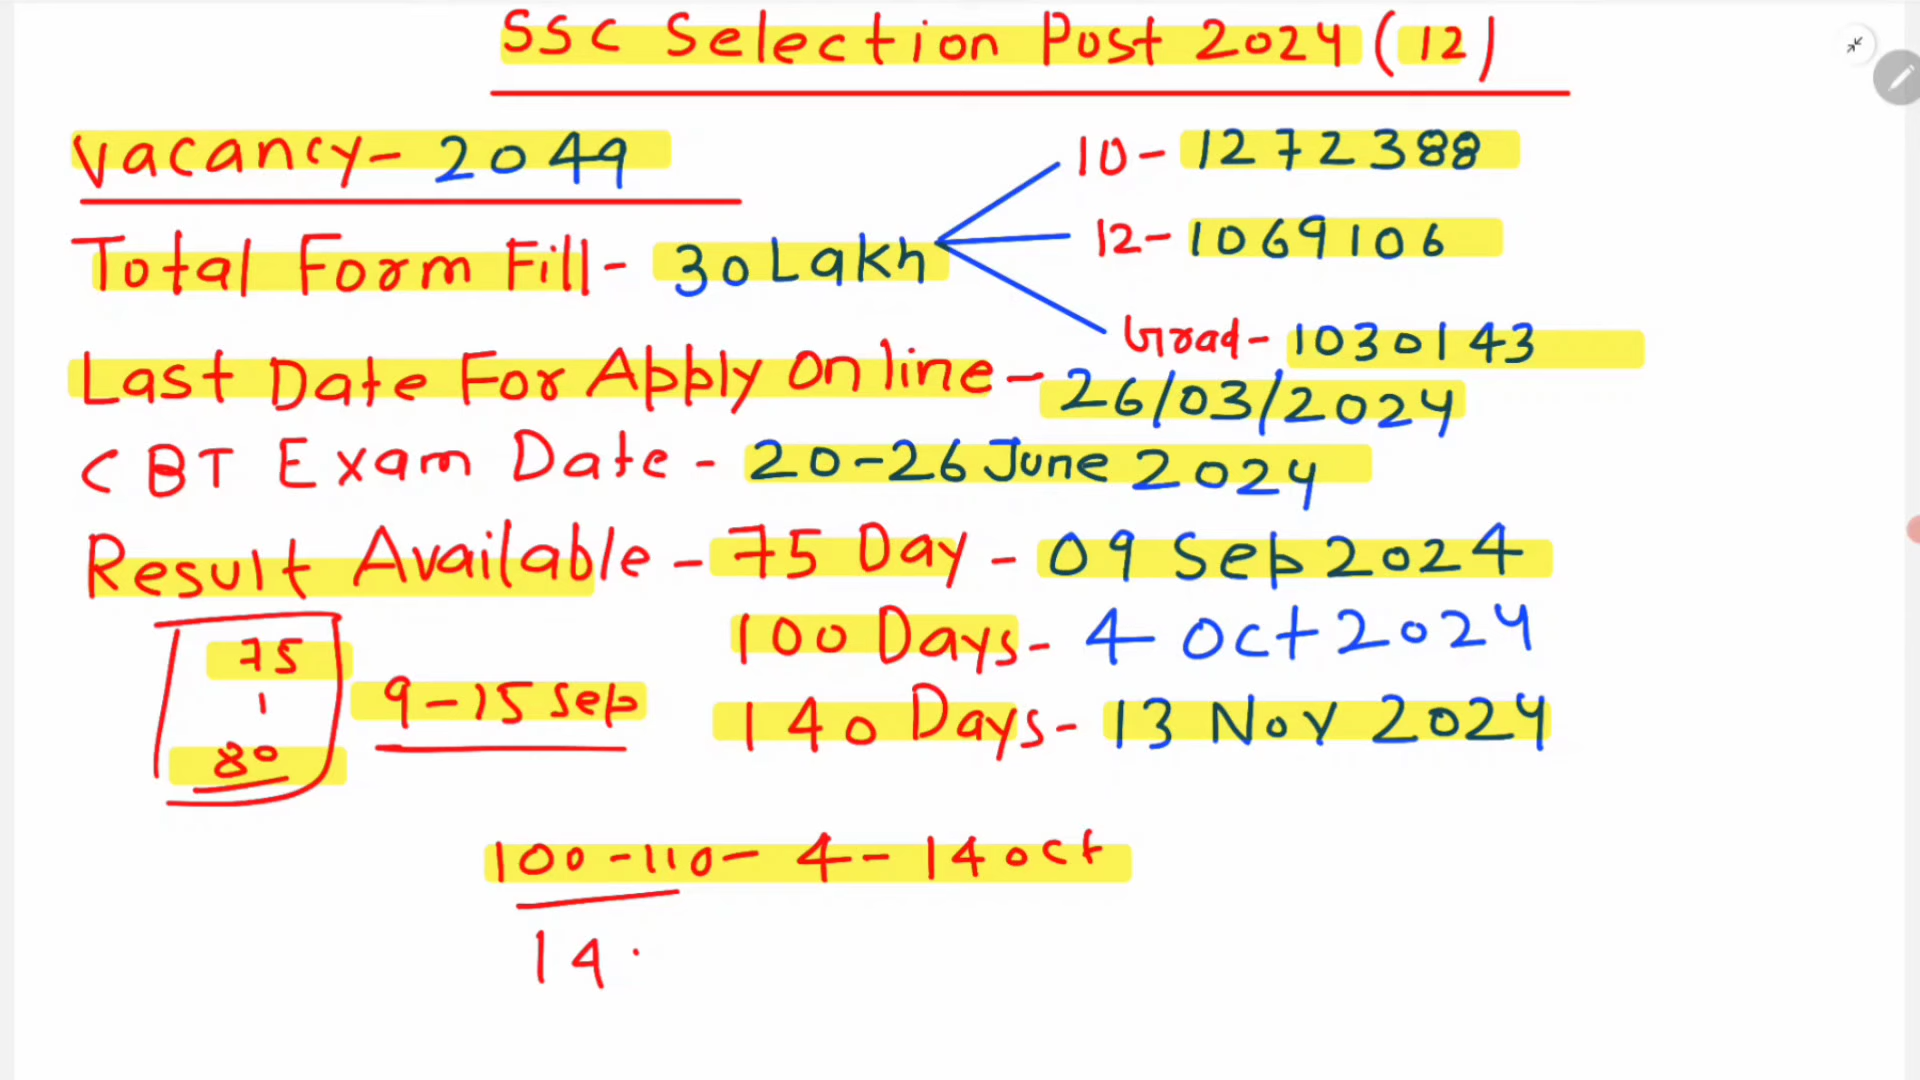 SSC Selection Post 2024 (12)
Vacancy - 2049
10 - 1272388
12 - 1069106
Total Form Fill - 30 Lakh
Grad - 1030143
Last Date For Apply Online - 26/03/2024
CBT Exam Date - 20-26 June 2024
Result Available - 75 Day - 09 Sep 2024
100 Days - 4 Oct 2024
140 Days - 13 Nov 2024
75
1
80
9-15 Sep
100-110- 4-14 oct
14